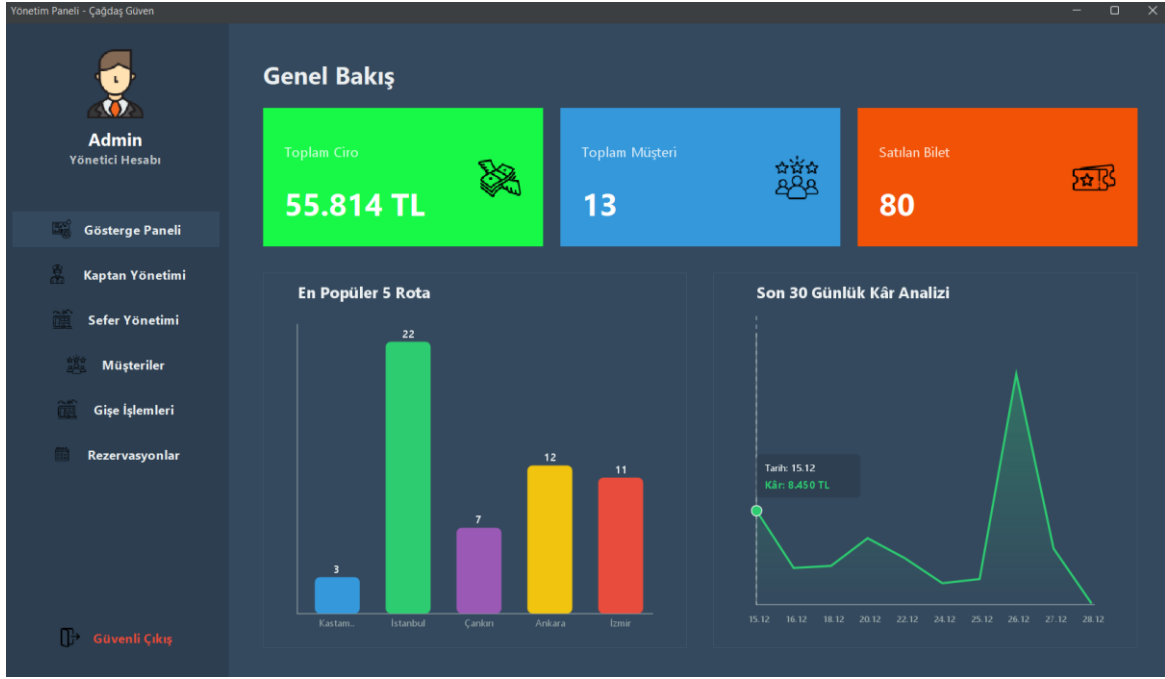 Yönetim Paneli - Çağdaş Güven
Admin
Yönetici Hesabı
Gösterge Paneli
Kaptan Yönetimi
Sefer Yönetimi
Müşteriler
Gişe İşlemleri
Rezervasyonlar
Güvenli Çıkış
Genel Bakış
Toplam Ciro
55.814 TL
Toplam Müşteri
13
Satılan Bilet
80
En Popüler 5 Rota
3
22
7
12
11
Kastam..
İstanbul
Çankırı
Ankara
İzmir
Son 30 Günlük Kâr Analizi
Tarih: 15.12
Kâr: 8.450 TL
15.12 16.12 18.12 20.12 22.12 24.12 25.12 26.12 27.12 28.12